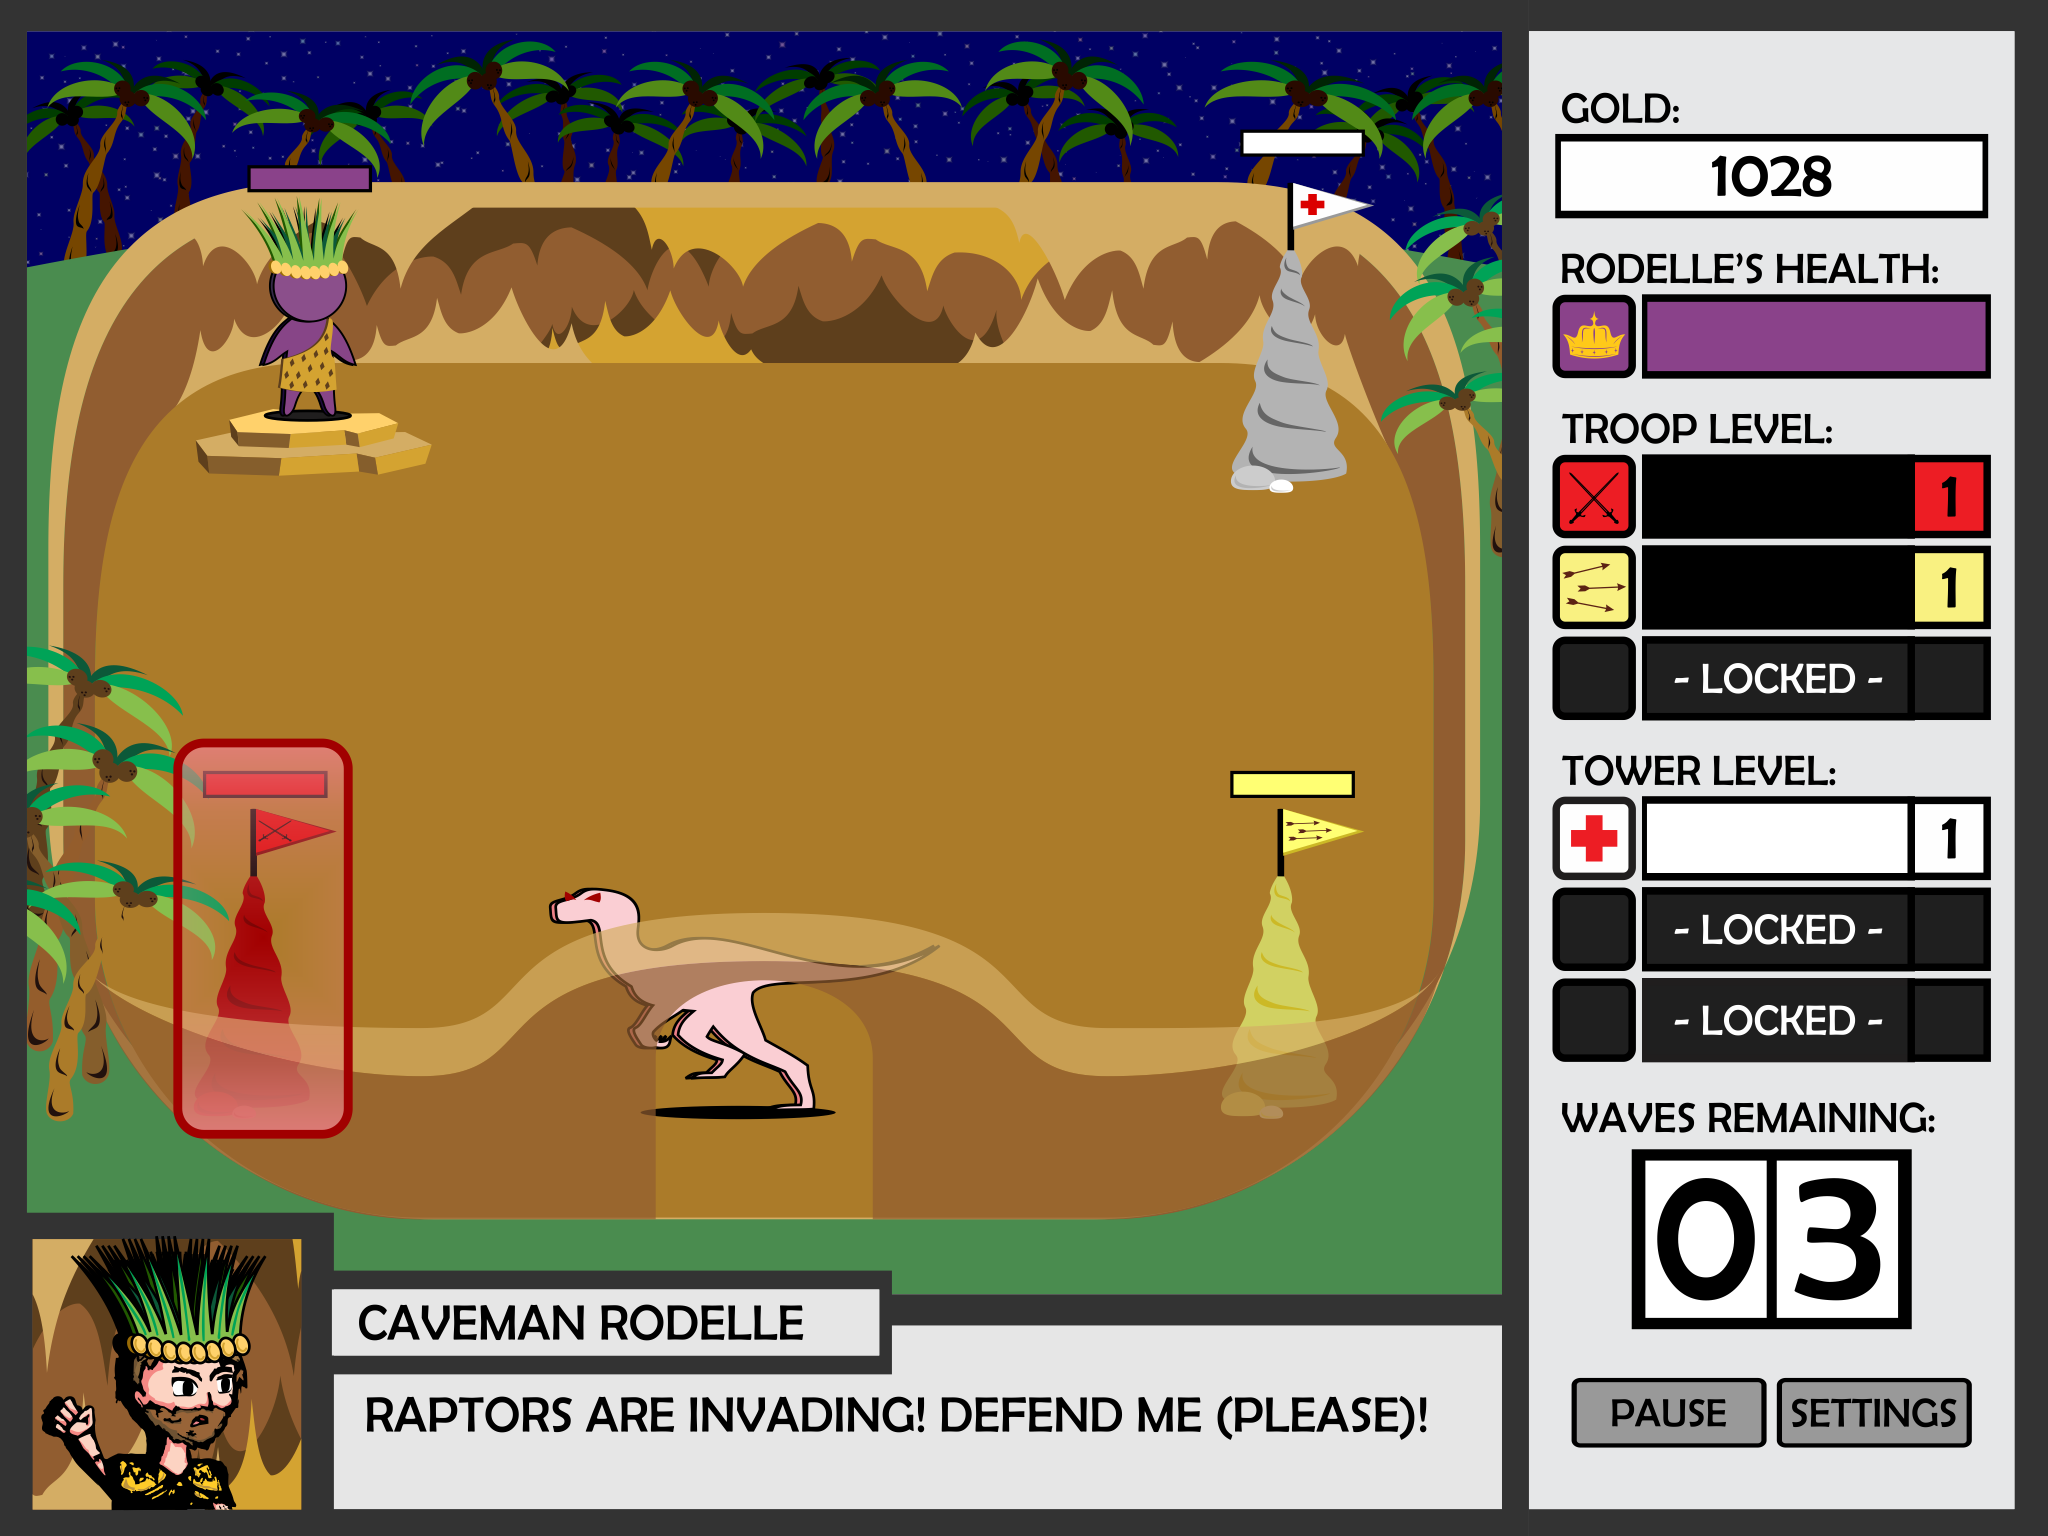 GOLD:
1028
RODELLE'S HEALTH:
TROOP LEVEL:
1
1
- LOCKED -
TOWER LEVEL:
1
- LOCKED -
- LOCKED -
WAVES REMAINING:
03
PAUSE SETTINGS
CAVEMAN RODELLE
RAPTORS ARE INVADING! DEFEND ME (PLEASE)!